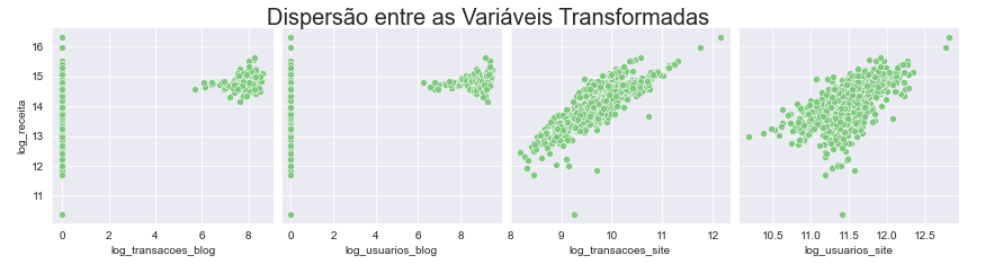 Dispersão entre as Variáveis Transformadas
16
15
14
13
12
11
log_receita
0 2 4 6 8
0 2 4 6 8
8 9 10 11 12
10.5 11.0 11.5 12.0 12.5
log_transacoes_blog
log_usuarios_blog
log_transacoes_site
log_usuarios_site